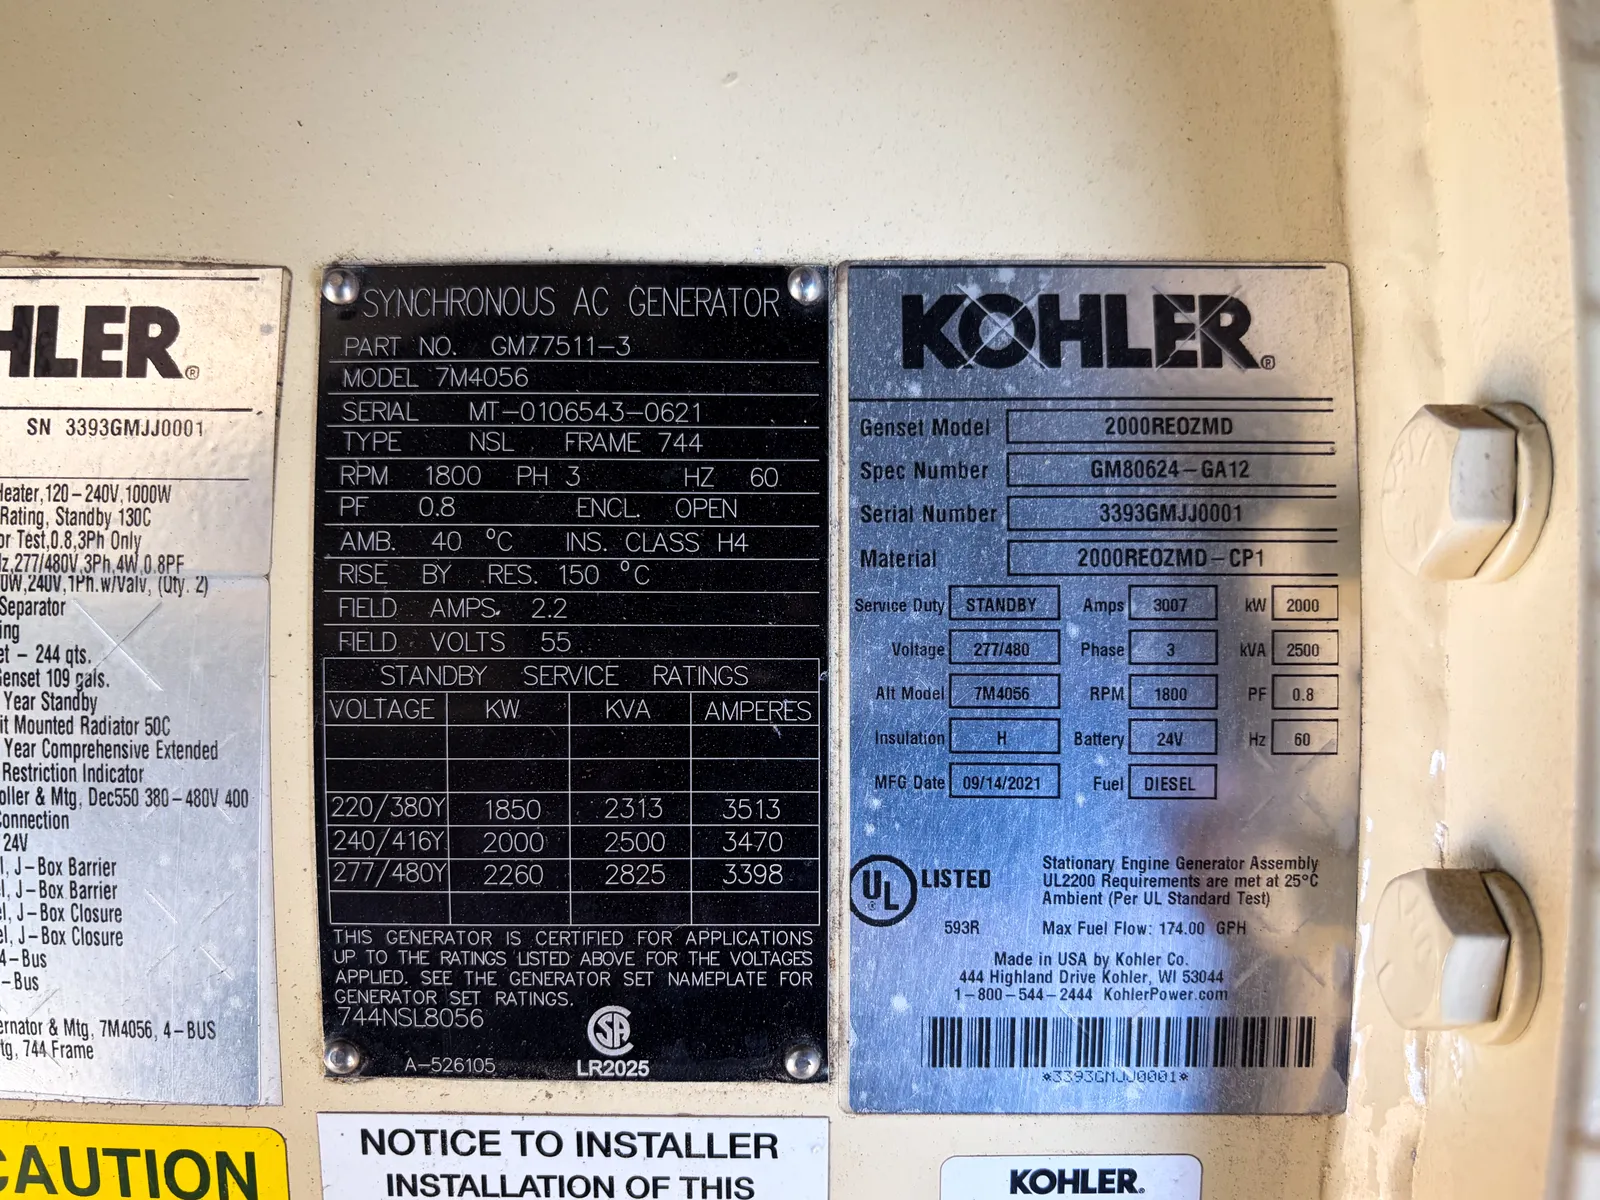 HLER®
SN 3393GMJJ0001
Heater,120-240V,1000W
Rating, Standby 130C
or Test,0.8,3Ph Only
z,277/480V,3Ph,4W,0.8PF
0W,240V,1Ph.w/Valv, (Qty. 2)
Separator
ing
et - 244 qts.
Genset 109 gals.
Year Standby
it Mounted Radiator 50C
Year Comprehensive Extended
Restriction Indicator
oller & Mtg, Dec550 380-480V 400
Connection
24V
l, J-Box Barrier
l, J-Box Barrier
el, J-Box Closure
el, J-Box Closure
4-Bus
-Bus
ernator & Mtg, 7M4056, 4-BUS
tg, 744 Frame
CAUTION
SYNCHRONOUS AC GENERATOR
PART NO. GM77511-3
MODEL 7M4056
SERIAL MT-0106543-0621
TYPE NSL FRAME 744
RPM 1800 PH 3 HZ 60
PF 0.8 ENCL. OPEN
AMB. 40 °C INS. CLASS H4
RISE BY RES. 150 °C
FIELD AMPS. 2.2
FIELD VOLTS 55
STANDBY SERVICE RATINGS
VOLTAGE KW KVA AMPERES
220/380Y 1850 2313 3513
240/416Y 2000 2500 3470
277/480Y 2260 2825 3398
THIS GENERATOR IS CERTIFIED FOR APPLICATIONS
UP TO THE RATINGS LISTED ABOVE FOR THE VOLTAGES
APPLIED. SEE THE GENERATOR SET NAMEPLATE FOR
GENERATOR SET RATINGS.
744NSL8056
SA
A-526105 LR2025
NOTICE TO INSTALLER
INSTALLATION OF THIS
KOHLER®
Genset Model 2000REOZMD
Spec Number GM80624-GA12
Serial Number 3393GMJJ0001
Material 2000REOZMD-CP1
Service Duty STANDBY Amps 3007 kW 2000
Voltage 277/480 Phase 3 kVA 2500
Alt Model 7M4056 RPM 1800 PF 0.8
Insulation H Battery 24V Hz 60
MFG Date 09/14/2021 Fuel DIESEL
UL LISTED
593R
Stationary Engine Generator Assembly
UL2200 Requirements are met at 25°C
Ambient (Per UL Standard Test)
Max Fuel Flow: 174.00 GPH
Made in USA by Kohler Co.
444 Highland Drive Kohler, WI 53044
1-800-544-2444 KohlerPower.com
*3393GMJJ0001*
KOHLER®